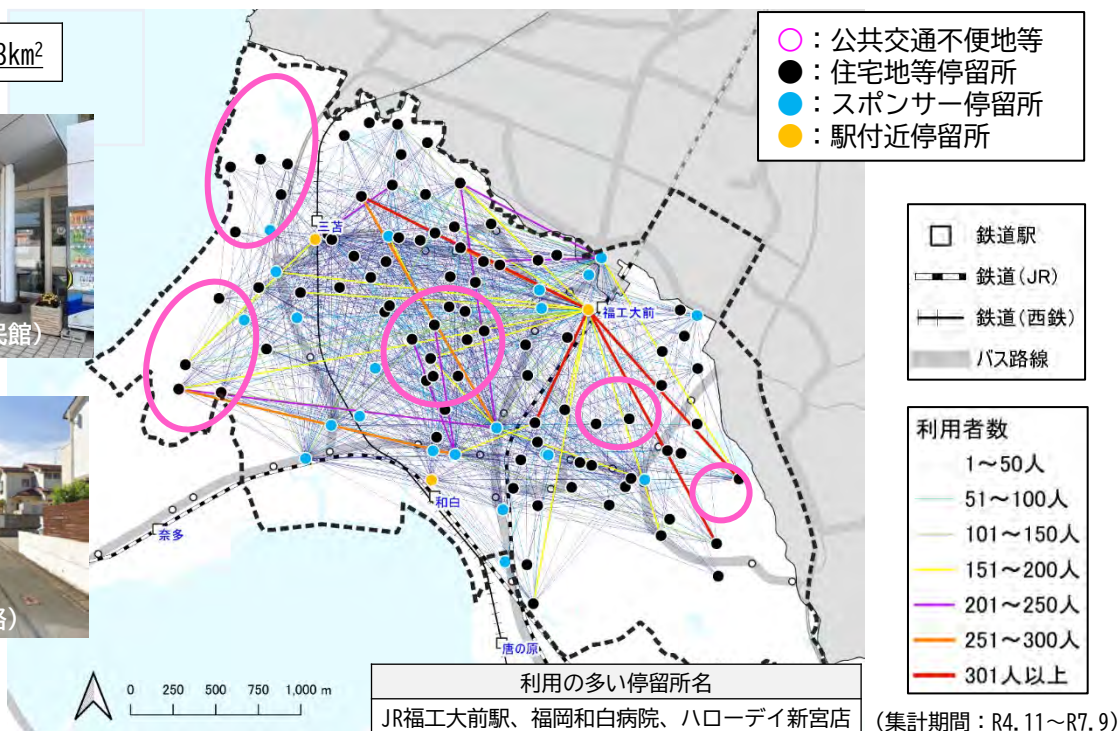 3km²
○：公共交通不便地等
●：住宅地等停留所
●：スポンサー停留所
●：駅付近停留所
民館）
路）
三苫
福工大前
和白
奈多
唐の原
鉄道駅
鉄道(JR)
鉄道(西鉄)
バス路線
利用者数
1～50人
51～100人
101～150人
151～200人
201～250人
251～300人
301人以上
0 250 500 750 1,000 m
利用の多い停留所名
JR福工大前駅、福岡和白病院、ハローデイ新宮店
(集計期間：R4.11～R7.9)